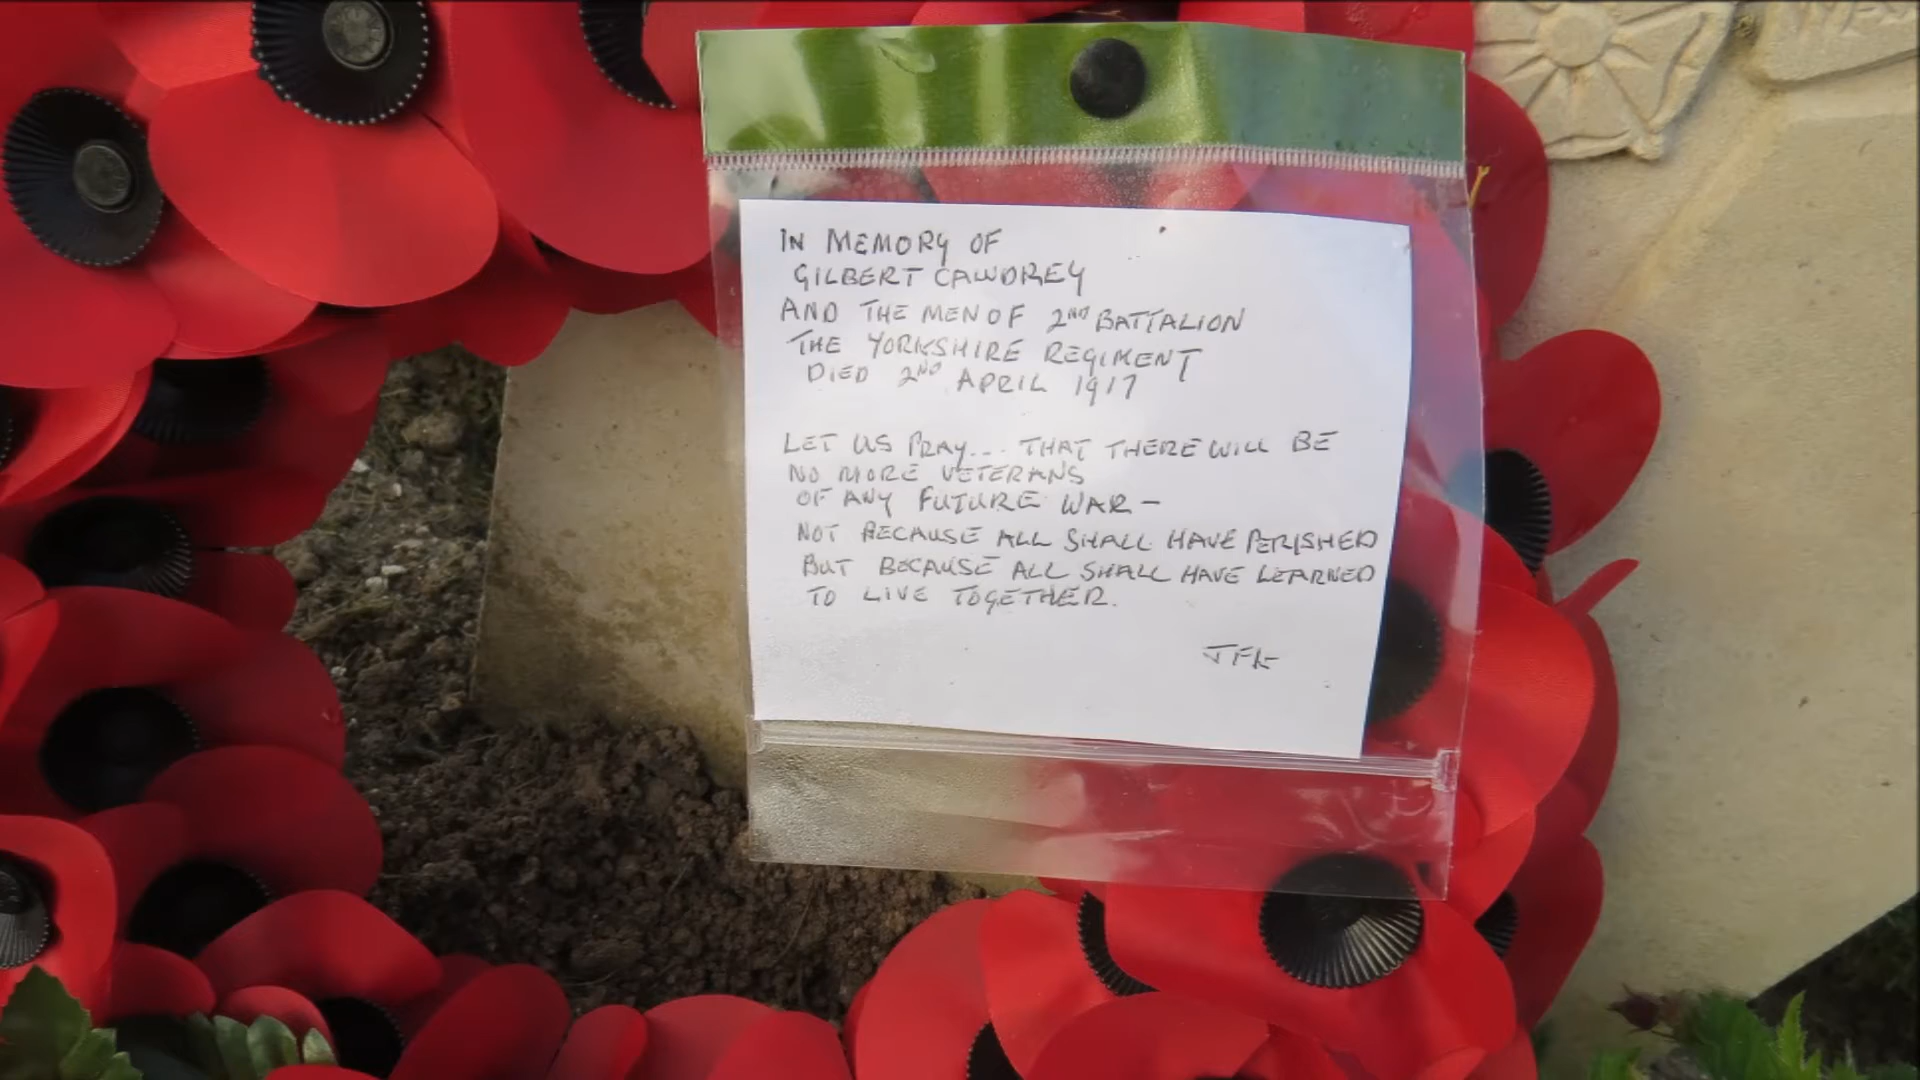 IN MEMORY OF
GILBERT CAWDREY
AND THE MEN OF 2ND BATTALION
THE YORKSHIRE REGIMENT
DIED 2ND APRIL 1917
LET US PRAY... THAT THERE WILL BE
NO MORE VETERANS
OF ANY FUTURE WAR -
NOT BECAUSE ALL SHALL HAVE PERISHED
BUT BECAUSE ALL SHALL HAVE LEARNED
TO LIVE TOGETHER.